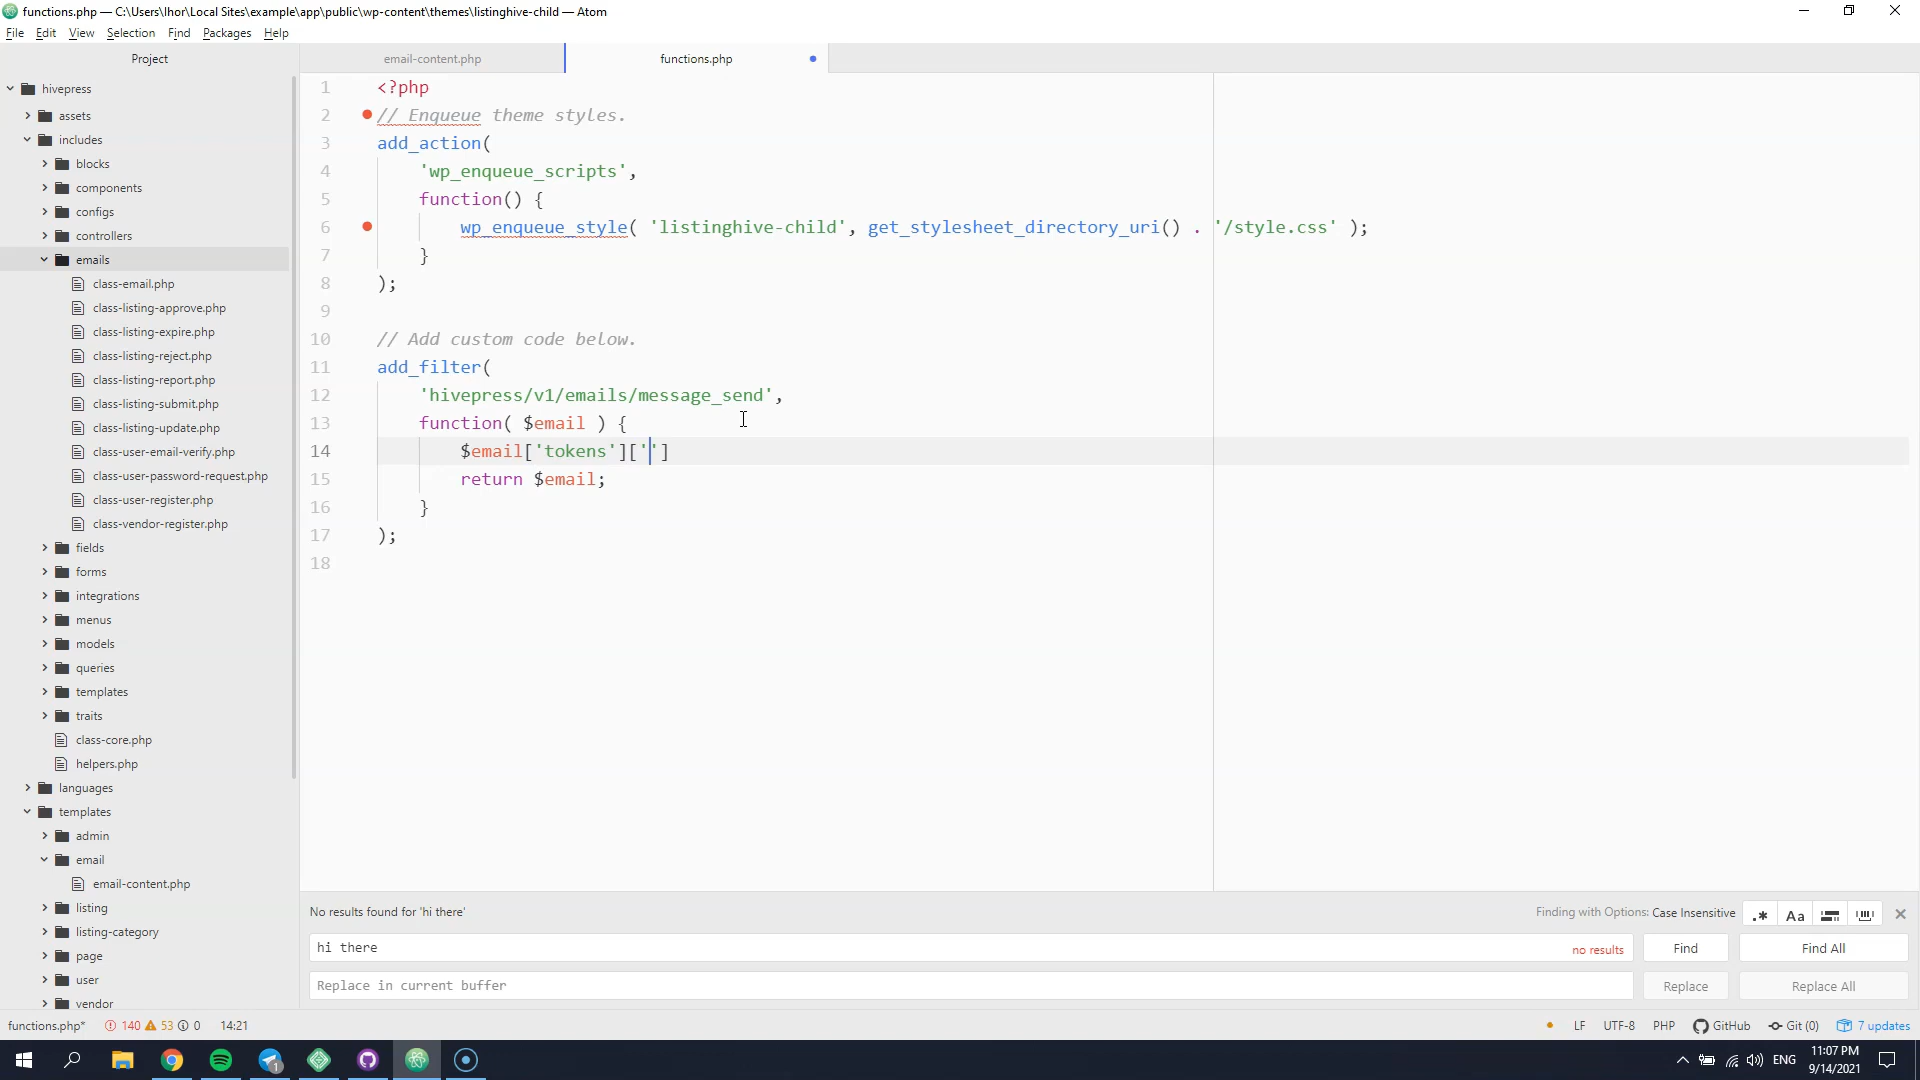 functions.php — C:\Users\Ihor\Local Sites\example\app\public\wp-content\themes\listinghive-child — Atom
File Edit View Selection Find Packages Help
Project
hivepress
assets
includes
blocks
components
configs
controllers
emails
class-email.php
class-listing-approve.php
class-listing-expire.php
class-listing-reject.php
class-listing-report.php
class-listing-submit.php
class-listing-update.php
class-user-email-verify.php
class-user-password-request.php
class-user-register.php
class-vendor-register.php
fields
forms
integrations
menus
models
queries
templates
traits
class-core.php
helpers.php
languages
templates
admin
email
email-content.php
listing
listing-category
page
user
vendor
email-content.php functions.php
1 <?php
2 // Enqueue theme styles.
3 add_action(
4 'wp_enqueue_scripts',
5 function() {
6 wp_enqueue_style( 'listinghive-child', get_stylesheet_directory_uri() . '/style.css' );
7 }
8 );
9
10 // Add custom code below.
11 add_filter(
12 'hivepress/v1/emails/message_send',
13 function( $email ) {
14 $email['tokens']['']
15 return $email;
16 }
17 );
18
No results found for 'hi there'
Finding with Options: Case Insensitive
.* Aa
hi there no results Find Find All
Replace in current buffer Replace Replace All
functions.php* 140 53 0 14:21
LF UTF-8 PHP GitHub Git (0) 7 updates
1
ENG
11:07 PM
9/14/2021